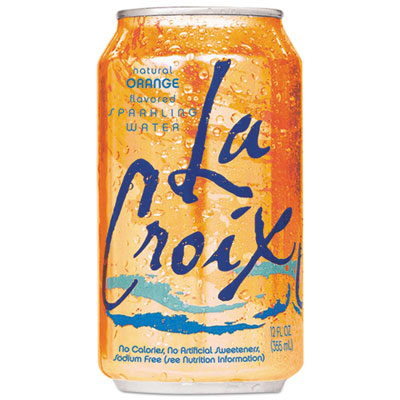 natural
ORANGE
flavored
SPARKLING
WATER
La
Croix
12 FL OZ
(355 mL)
No Calories, No Artificial Sweeteners,
Sodium Free (see Nutrition Information)